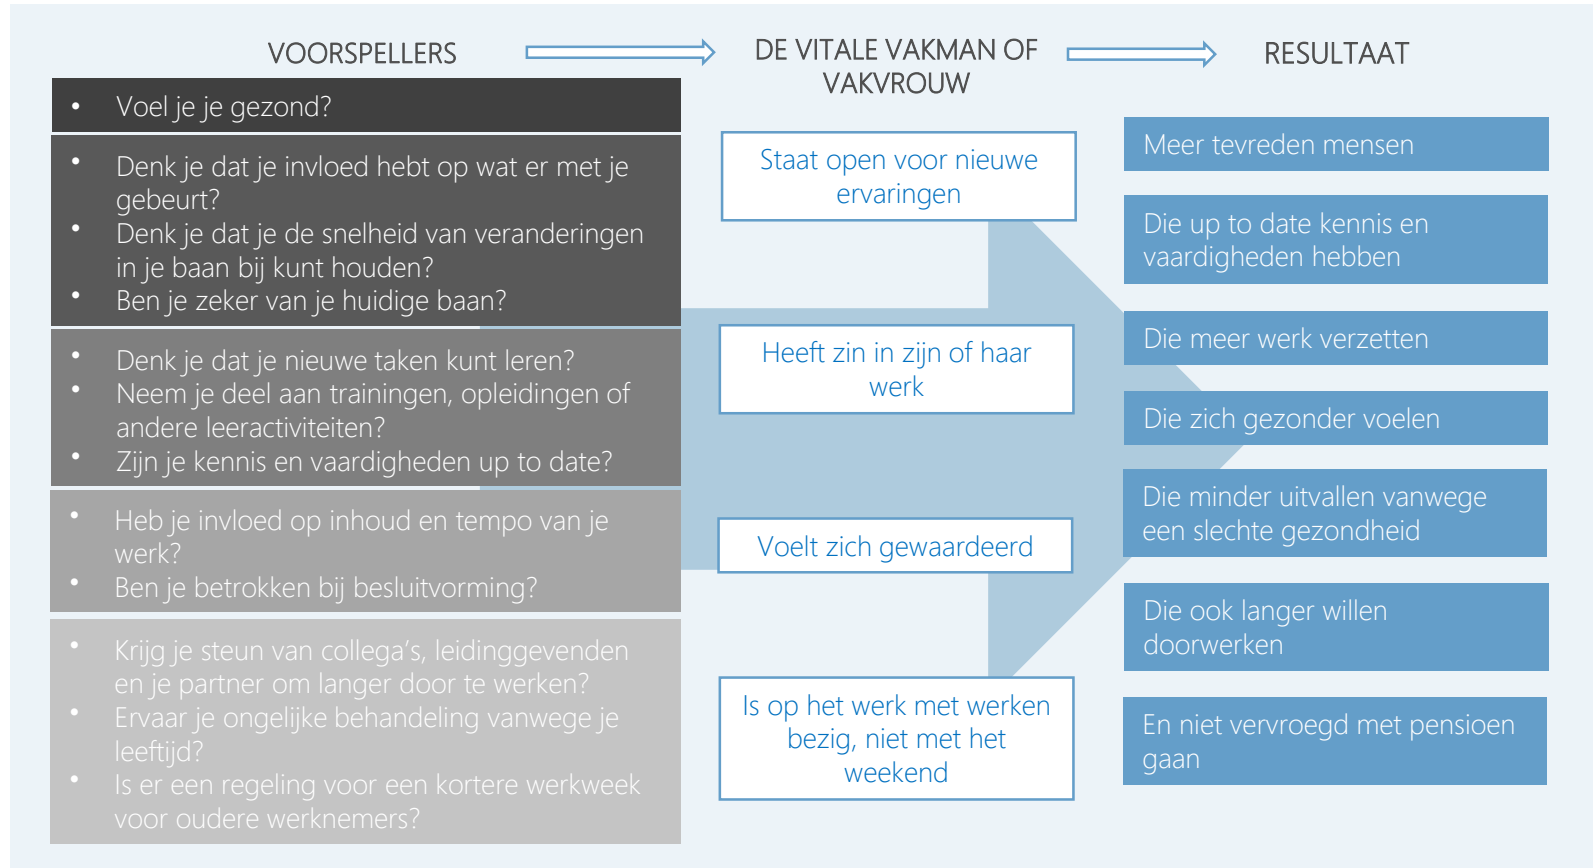 VOORSPELLERS
DE VITALE VAKMAN OF
VAKVROUW
RESULTAAT
• Voel je je gezond?
• Denk je dat je invloed hebt op wat er met je
gebeurt?
• Denk je dat je de snelheid van veranderingen
in je baan bij kunt houden?
• Ben je zeker van je huidige baan?
• Denk je dat je nieuwe taken kunt leren?
• Neem je deel aan trainingen, opleidingen of
andere leeractiviteiten?
• Zijn je kennis en vaardigheden up to date?
• Heb je invloed op inhoud en tempo van je
werk?
• Ben je betrokken bij besluitvorming?
• Krijg je steun van collega’s, leidinggevenden
en je partner om langer door te werken?
• Ervaar je ongelijke behandeling vanwege je
leeftijd?
• Is er een regeling voor een kortere werkweek
voor oudere werknemers?
Staat open voor nieuwe
ervaringen
Heeft zin in zijn of haar
werk
Voelt zich gewaardeerd
Is op het werk met werken
bezig, niet met het
weekend
Meer tevreden mensen
Die up to date kennis en
vaardigheden hebben
Die meer werk verzetten
Die zich gezonder voelen
Die minder uitvallen vanwege
een slechte gezondheid
Die ook langer willen
doorwerken
En niet vervroegd met pensioen
gaan